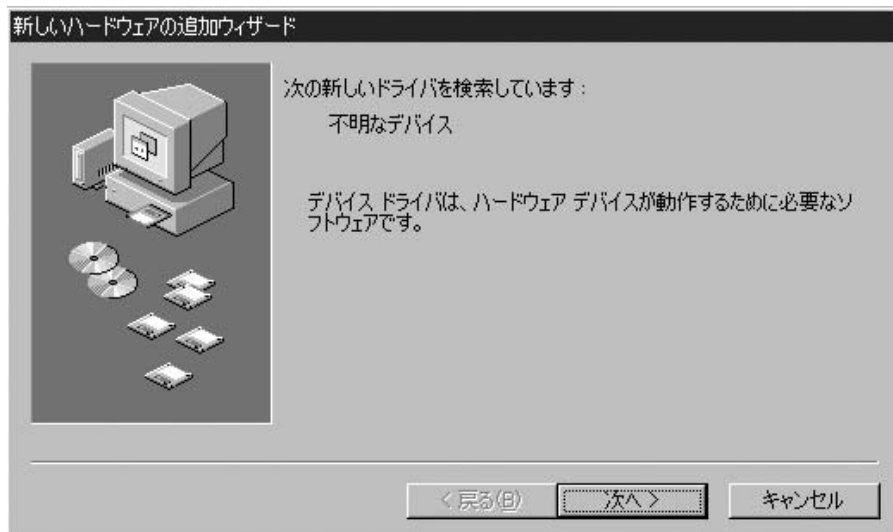 新しいハードウェアの追加ウィザード
次の新しいドライバを検索しています：
不明なデバイス
デバイス ドライバは、ハードウェア デバイスが動作するために必要なソ
フトウェアです。
< 戻る(B)
次へ >
キャンセル